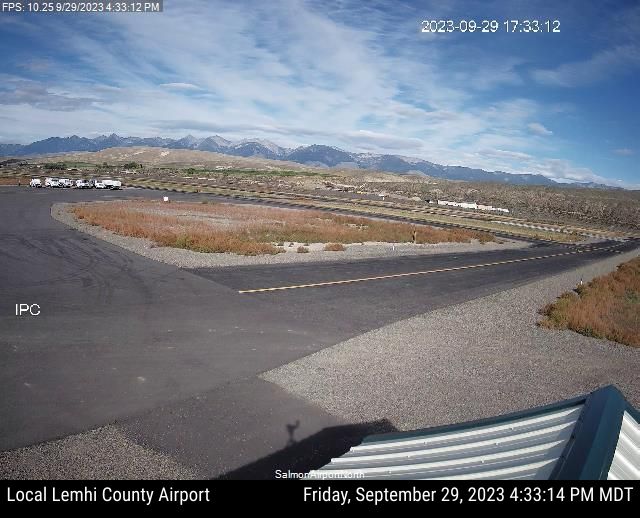 FPS: 10.25 9/29/2023 4:33:12 PM
2023-09-29 17:33:12
IPC
SalmonAirport.com
Local Lemhi County Airport
Friday, September 29, 2023 4:33:14 PM MDT